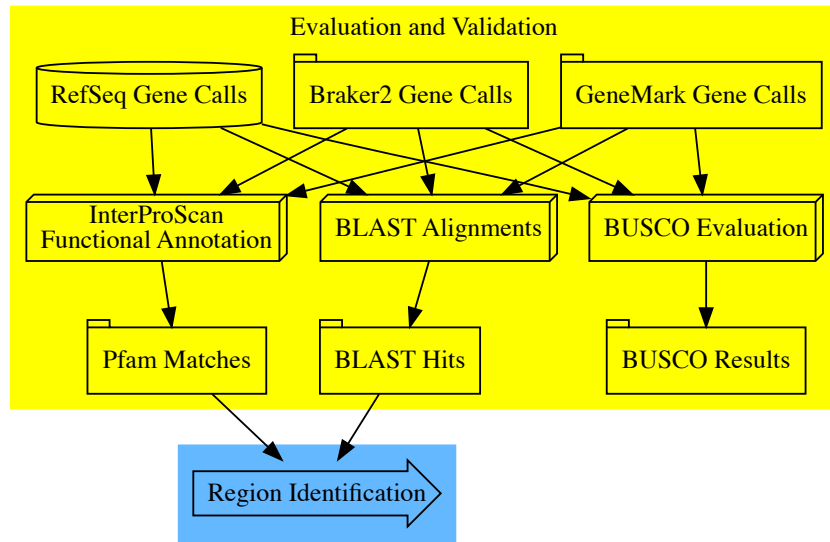 Evaluation and Validation
RefSeq Gene Calls
Braker2 Gene Calls
GeneMark Gene Calls
InterProScan
Functional Annotation
BLAST Alignments
BUSCO Evaluation
Pfam Matches
BLAST Hits
BUSCO Results
Region Identification